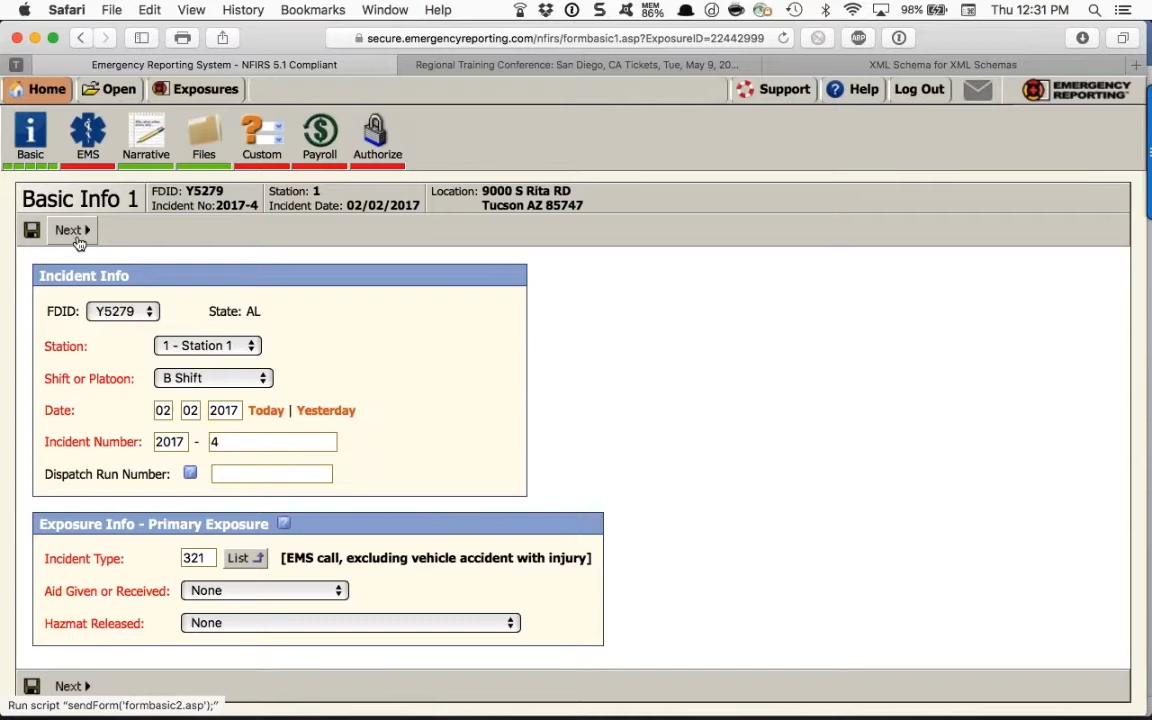 Safari File Edit View History Bookmarks Window Help MEM 86% 98% Thu 12:31 PM
secure.emergencyreporting.com/nfirs/formbasic1.asp?ExposureID=22442999 ABP
T Emergency Reporting System - NFIRS 5.1 Compliant Regional Training Conference: San Diego, CA Tickets, Tue, May 9, 20... XML Schema for XML Schemas
Home Open Exposures Support Help Log Out EMERGENCY REPORTING
Basic EMS Narrative Files Custom Payroll Authorize
Basic Info 1 FDID: Y5279 Station: 1 Location: 9000 S Rita RD
Incident No:2017-4 Incident Date: 02/02/2017 Tucson AZ 85747
Next
Incident Info
FDID: Y5279 State: AL
Station: 1 - Station 1
Shift or Platoon: B Shift
Date: 02 02 2017 Today | Yesterday
Incident Number: 2017 - 4
Dispatch Run Number: ?
Exposure Info - Primary Exposure ?
Incident Type: 321 List [EMS call, excluding vehicle accident with injury]
Aid Given or Received: None
Hazmat Released: None
Next
Run script "sendForm('formbasic2.asp');"